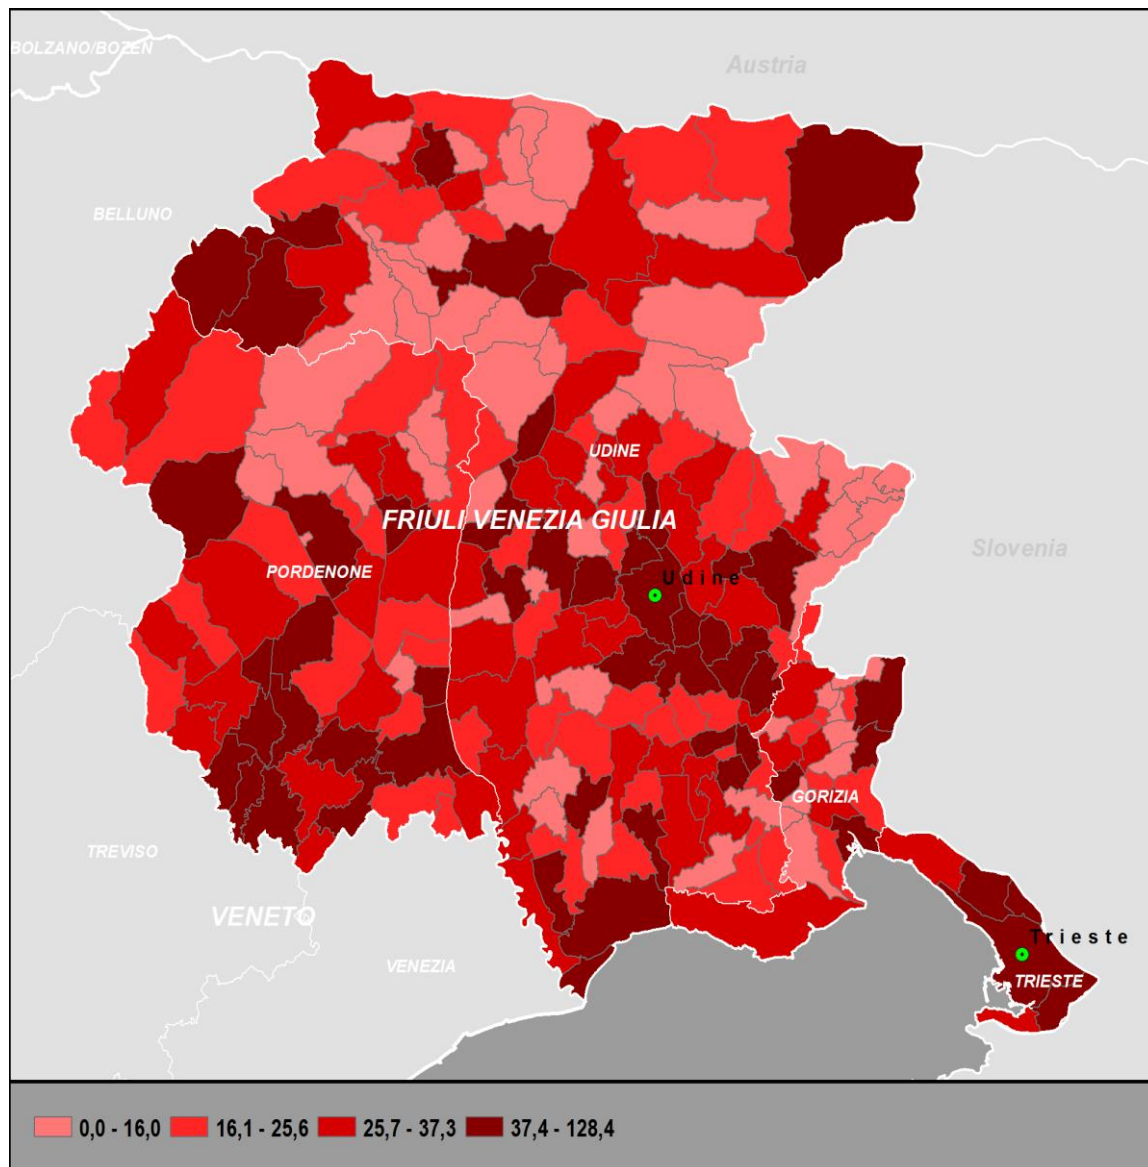 BOLZANO/BOZEN
Austria
BELLUNO
UDINE
FRIULI VENEZIA GIULIA
Slovenia
PORDENONE
Udine
GORIZIA
TREVISO
VENETO
Trieste
VENEZIA
TRIESTE
0,0 - 16,0 16,1 - 25,6 25,7 - 37,3 37,4 - 128,4